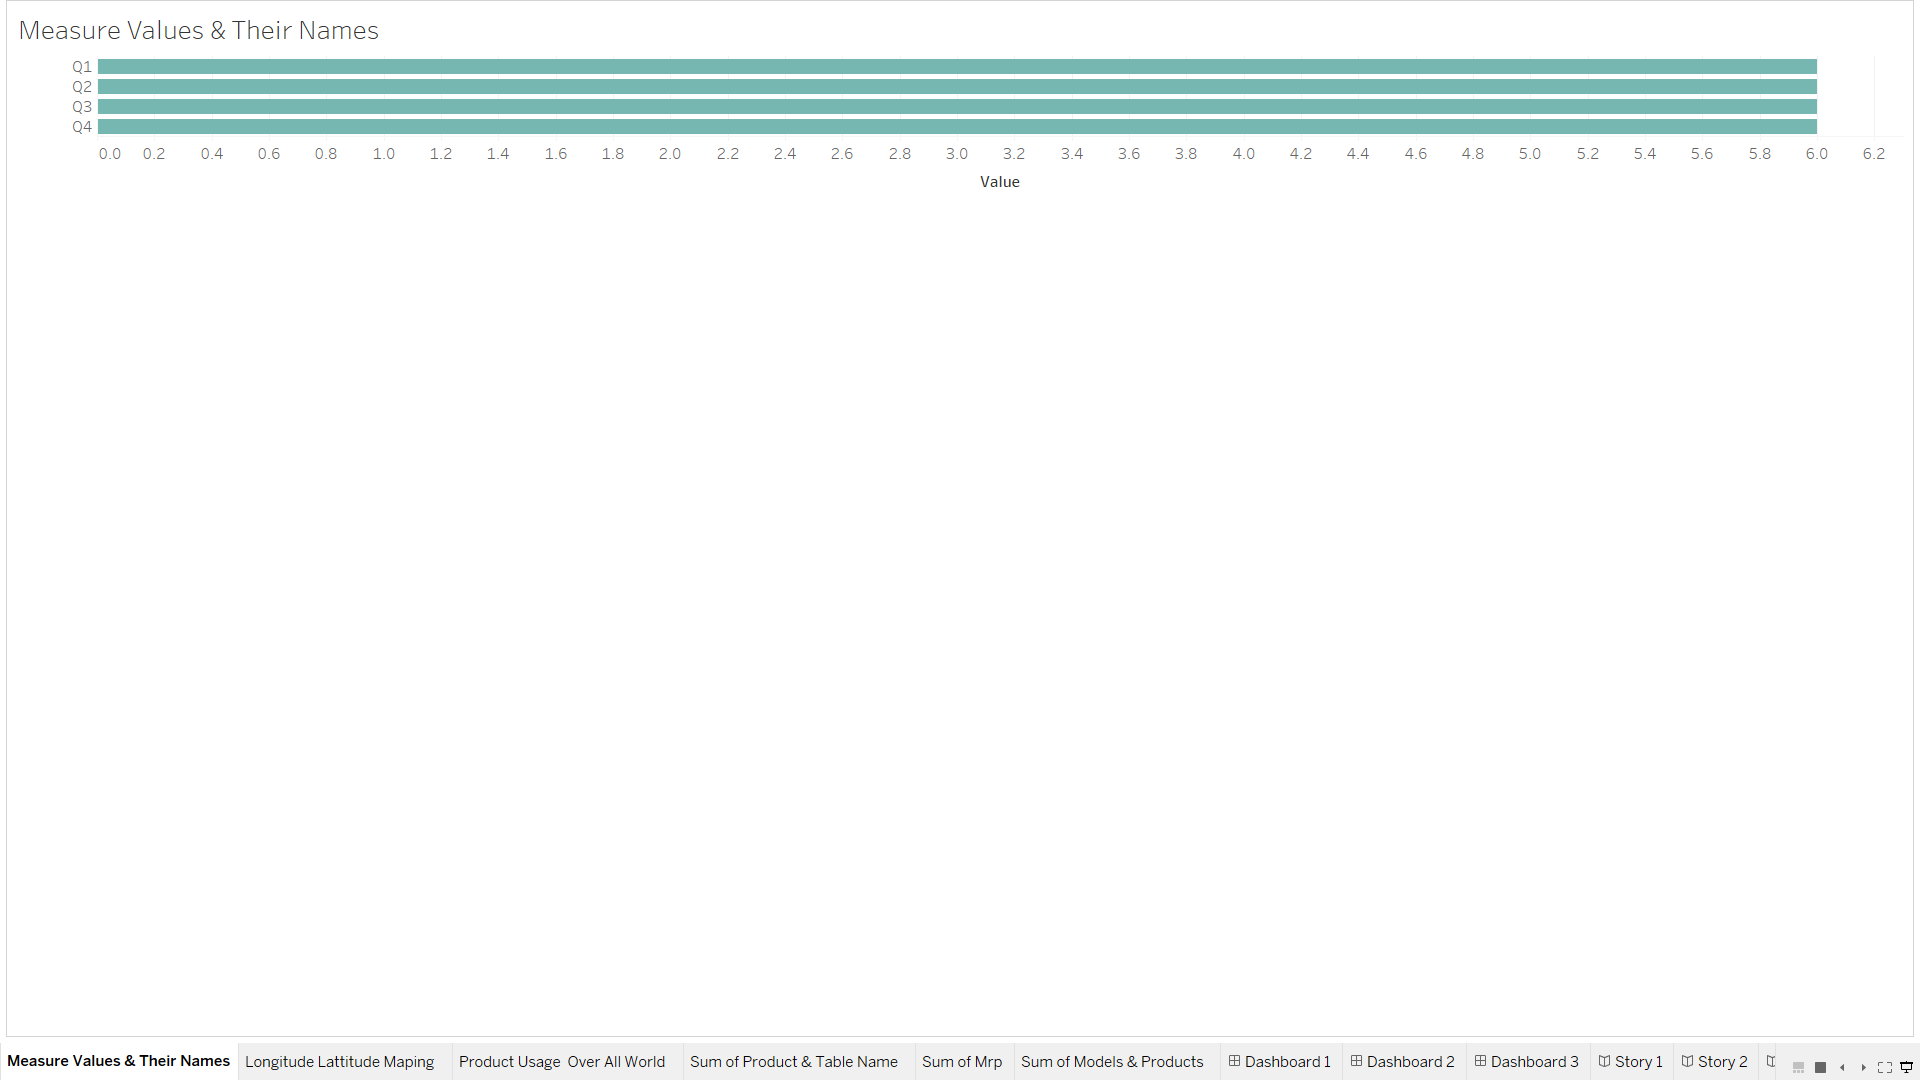 Measure Values & Their Names
Q1
Q2
Q3
Q4
0.0 0.2 0.4 0.6 0.8 1.0 1.2 1.4 1.6 1.8 2.0 2.2 2.4 2.6 2.8 3.0 3.2 3.4 3.6 3.8 4.0 4.2 4.4 4.6 4.8 5.0 5.2 5.4 5.6 5.8 6.0 6.2
Value
Measure Values & Their Names Longitude Lattitude Maping Product Usage Over All World Sum of Product & Table Name Sum of Mrp Sum of Models & Products Dashboard 1 Dashboard 2 Dashboard 3 Story 1 Story 2